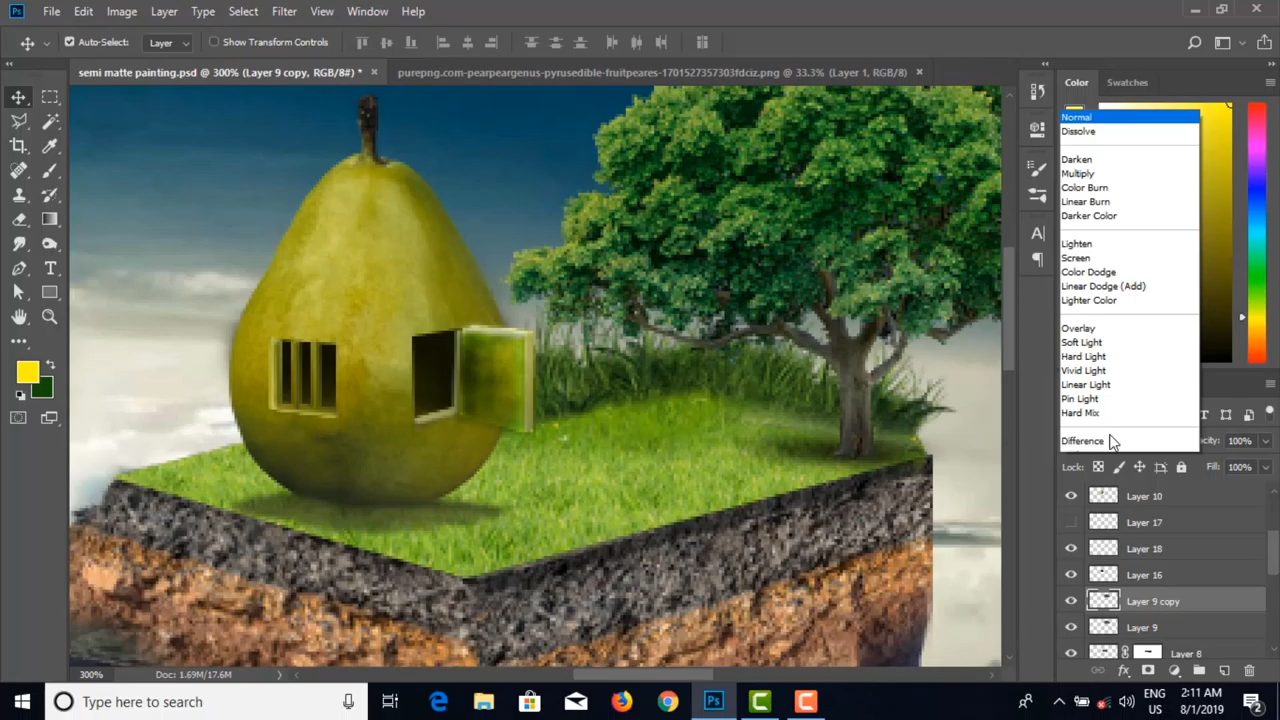 Ps File Edit Image Layer Type Select Filter View Window Help
Auto-Select: Layer Show Transform Controls
semi matte painting.psd @ 300% (Layer 9 copy, RGB/8#) * ×
purepng.com-pearpeargenus-pyrusedible-fruitpeares-1701527357303fdciz.png @ 33.3% (Layer 1, RGB/8) ×
Color Swatches
Normal
Dissolve
Darken
Multiply
Color Burn
Linear Burn
Darker Color
Lighten
Screen
Color Dodge
Linear Dodge (Add)
Lighter Color
Overlay
Soft Light
Hard Light
Vivid Light
Linear Light
Pin Light
Hard Mix
Difference
100%
Lock: Fill: 100%
Layer 10
Layer 17
Layer 18
Layer 16
Layer 9 copy
Layer 9
Layer 8
300% Doc: 1.69M/17.6M
Type here to search
Ps
ENG
US
2:11 AM
8/1/2019
2